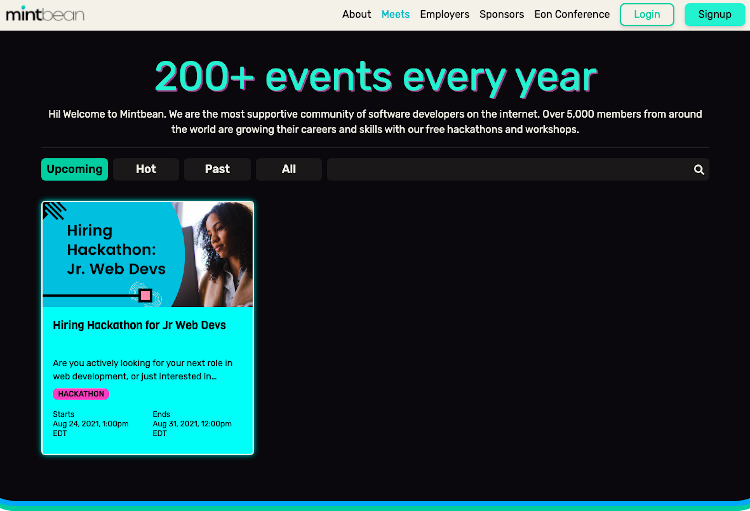 mintbean
About Meets Employers Sponsors Eon Conference Login Signup
200+ events every year
Hi! Welcome to Mintbean. We are the most supportive community of software developers on the internet. Over 5,000 members from around
the world are growing their careers and skills with our free hackathons and workshops.
Upcoming Hot Past All
Hiring
Hackathon:
Jr. Web Devs
Hiring Hackathon for Jr Web Devs
Are you actively looking for your next role in
web development, or just interested in...
HACKATHON
Starts Ends
Aug 24, 2021, 1:00pm Aug 31, 2021, 12:00pm
EDT EDT